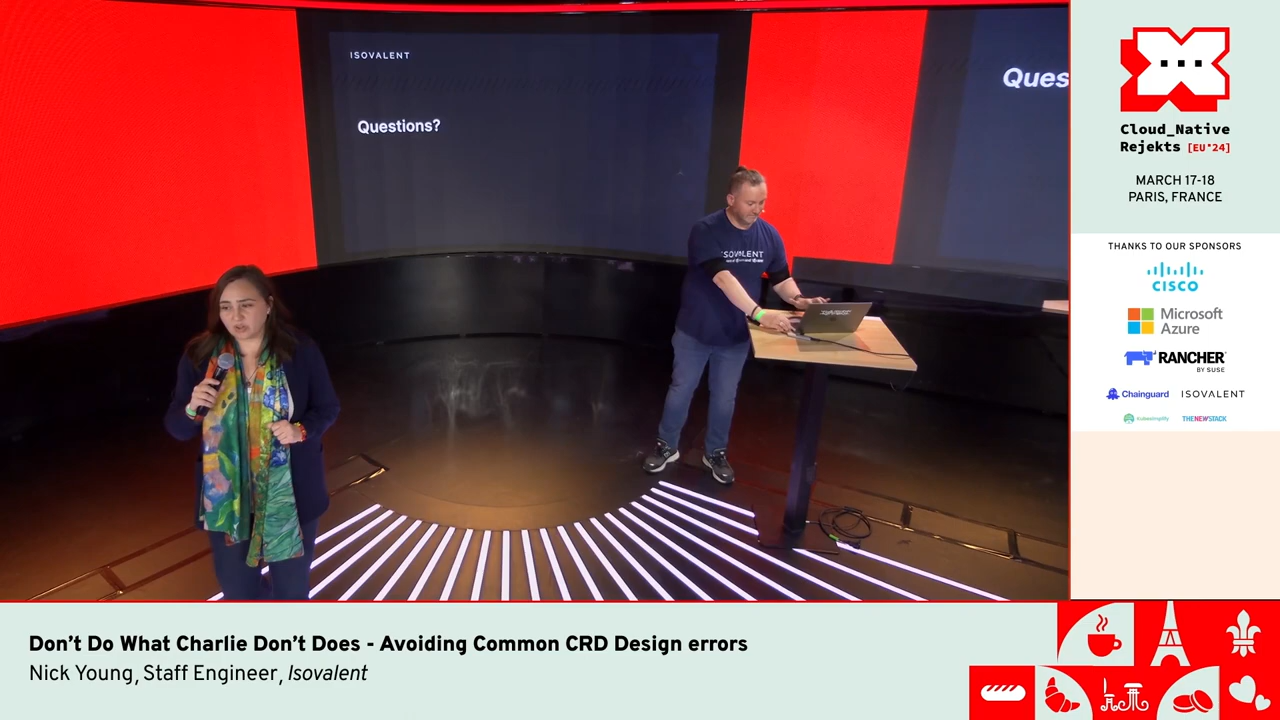 ISOVALENT
Questions?
Ques
ISOVALENT
Cloud_Native
Rejekts [EU'24]
MARCH 17-18
PARIS, FRANCE
THANKS TO OUR SPONSORS
CISCO
Microsoft
Azure
RANCHER
BY SUSE
Chainguard ISOVALENT
kubesimplify THENEWSTACK
Don't Do What Charlie Don't Does - Avoiding Common CRD Design errors
Nick Young, Staff Engineer, Isovalent